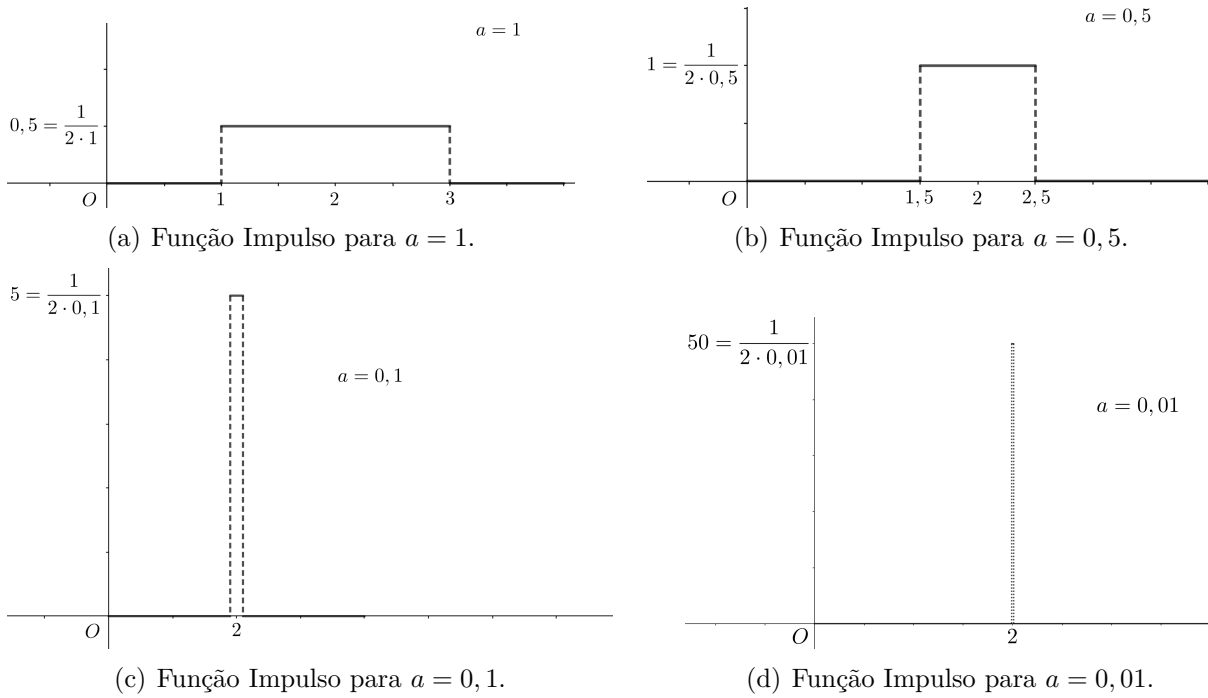 a = 1
0,5 = 1/(2 · 1)
O 1 2 3
(a) Função Impulso para a = 1.
a = 0,5
1 = 1/(2 · 0,5)
O 1,5 2 2,5
(b) Função Impulso para a = 0,5.
5 = 1/(2 · 0,1)
a = 0,1
O 2
(c) Função Impulso para a = 0,1.
50 = 1/(2 · 0,01)
a = 0,01
O 2
(d) Função Impulso para a = 0,01.